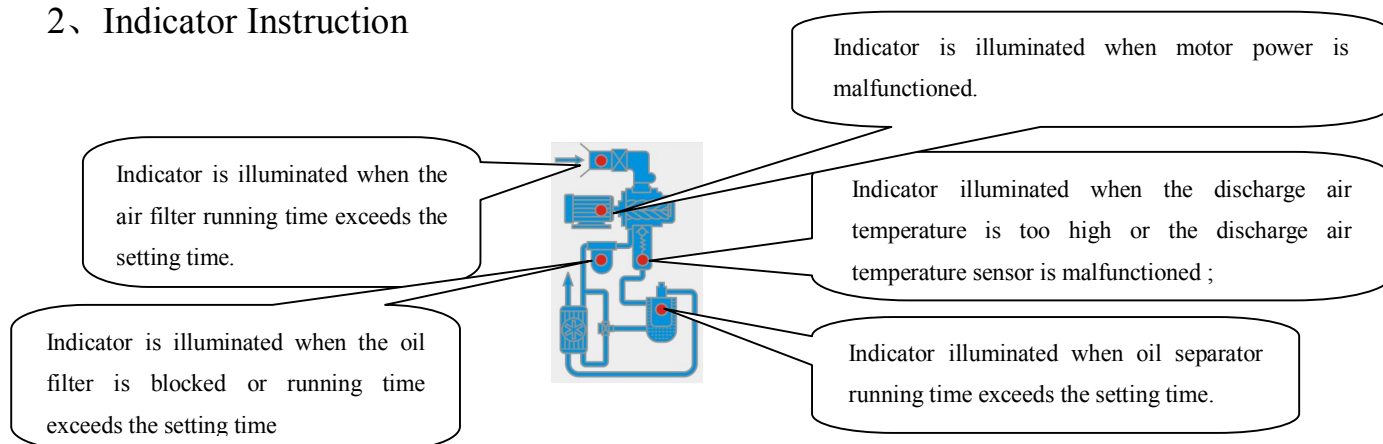 2、Indicator Instruction
Indicator is illuminated when motor power is
malfunctioned.
Indicator is illuminated when the
air filter running time exceeds the
setting time.
Indicator illuminated when the discharge air
temperature is too high or the discharge air
temperature sensor is malfunctioned ;
Indicator is illuminated when the oil
filter is blocked or running time
exceeds the setting time
Indicator illuminated when oil separator
running time exceeds the setting time.